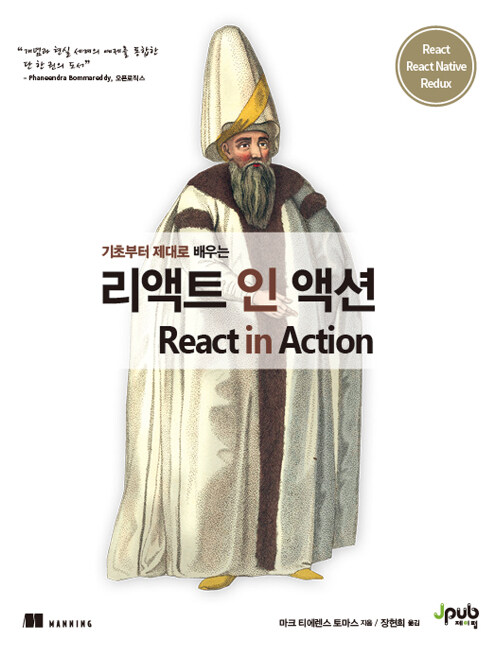 “개념과 현실 세계의 예제를 통합한
단 한 권의 도서”
- Phaneendra Bommareddy, 오픈로직스
React
React Native
Redux
기초부터 제대로 배우는
리액트 인 액션
React in Action
MANNING
마크 티에렌스 토마스 지음 / 장현희 옮김
Jpub
제이펍